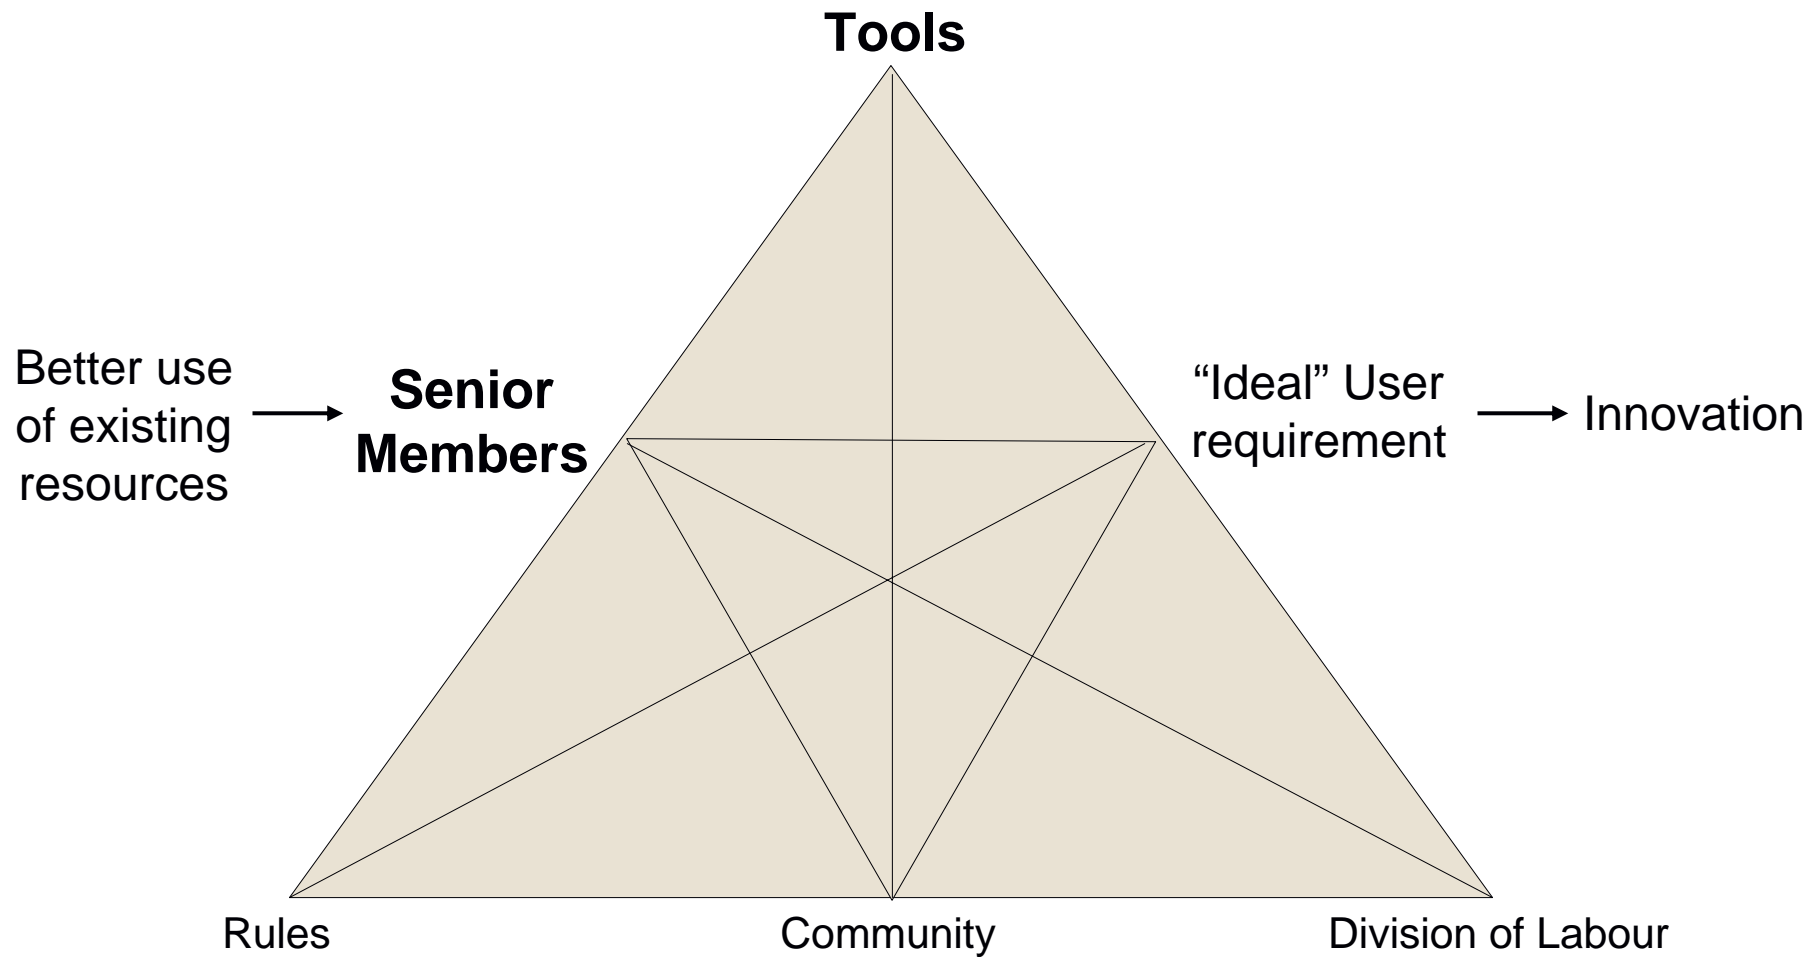 Tools
Better use
of existing
resources
Senior
Members
“Ideal” User
requirement
Innovation
Rules
Community
Division of Labour